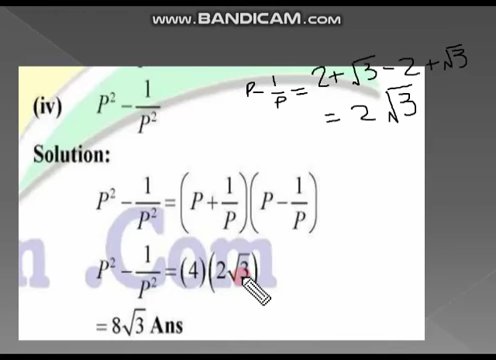 www.BANDICAM.com
P - 1/P = 2 + √3 - 2 + √3
= 2√3
(iv) P² - 1/P²
Solution:
P² - 1/P² = (P + 1/P)(P - 1/P)
P² - 1/P² = (4)(2√3)
= 8√3 Ans
.Com